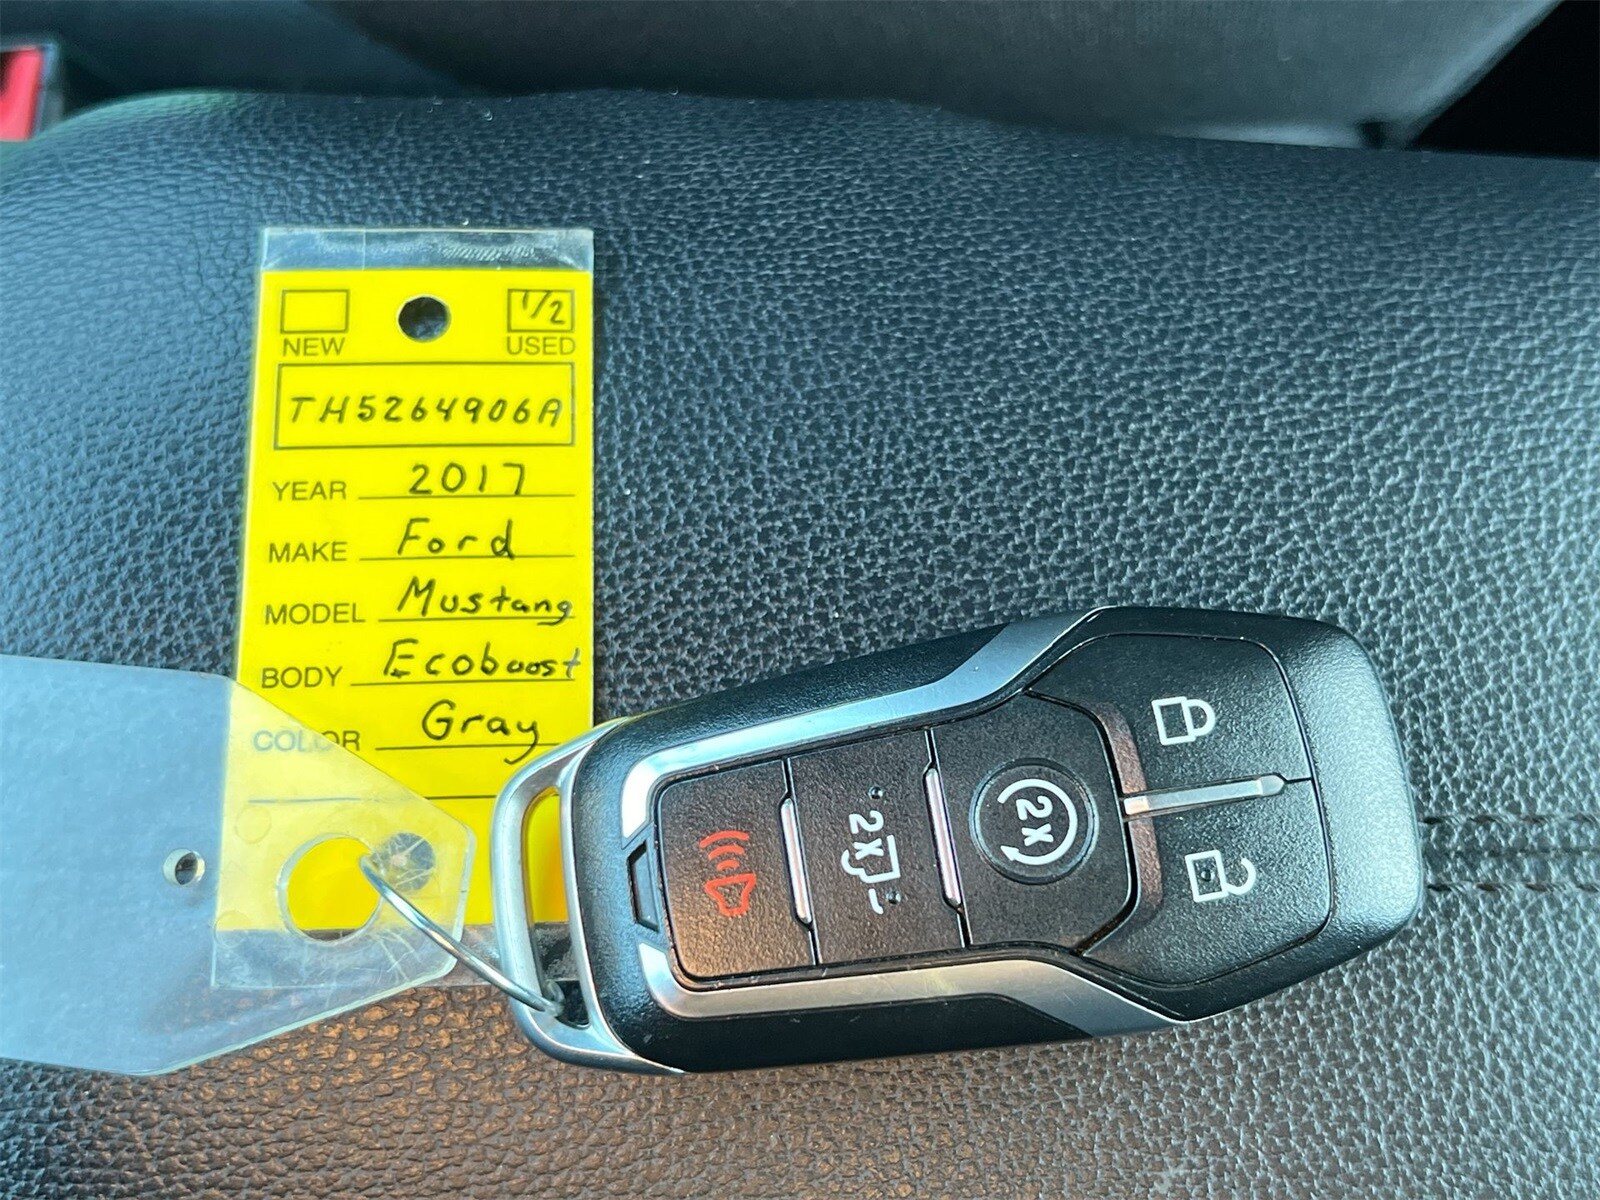 1/2
NEW USED
TH5264906A
YEAR 2017
MAKE Ford
MODEL Mustang
BODY Ecoboost
COLOR Gray
2X
2X